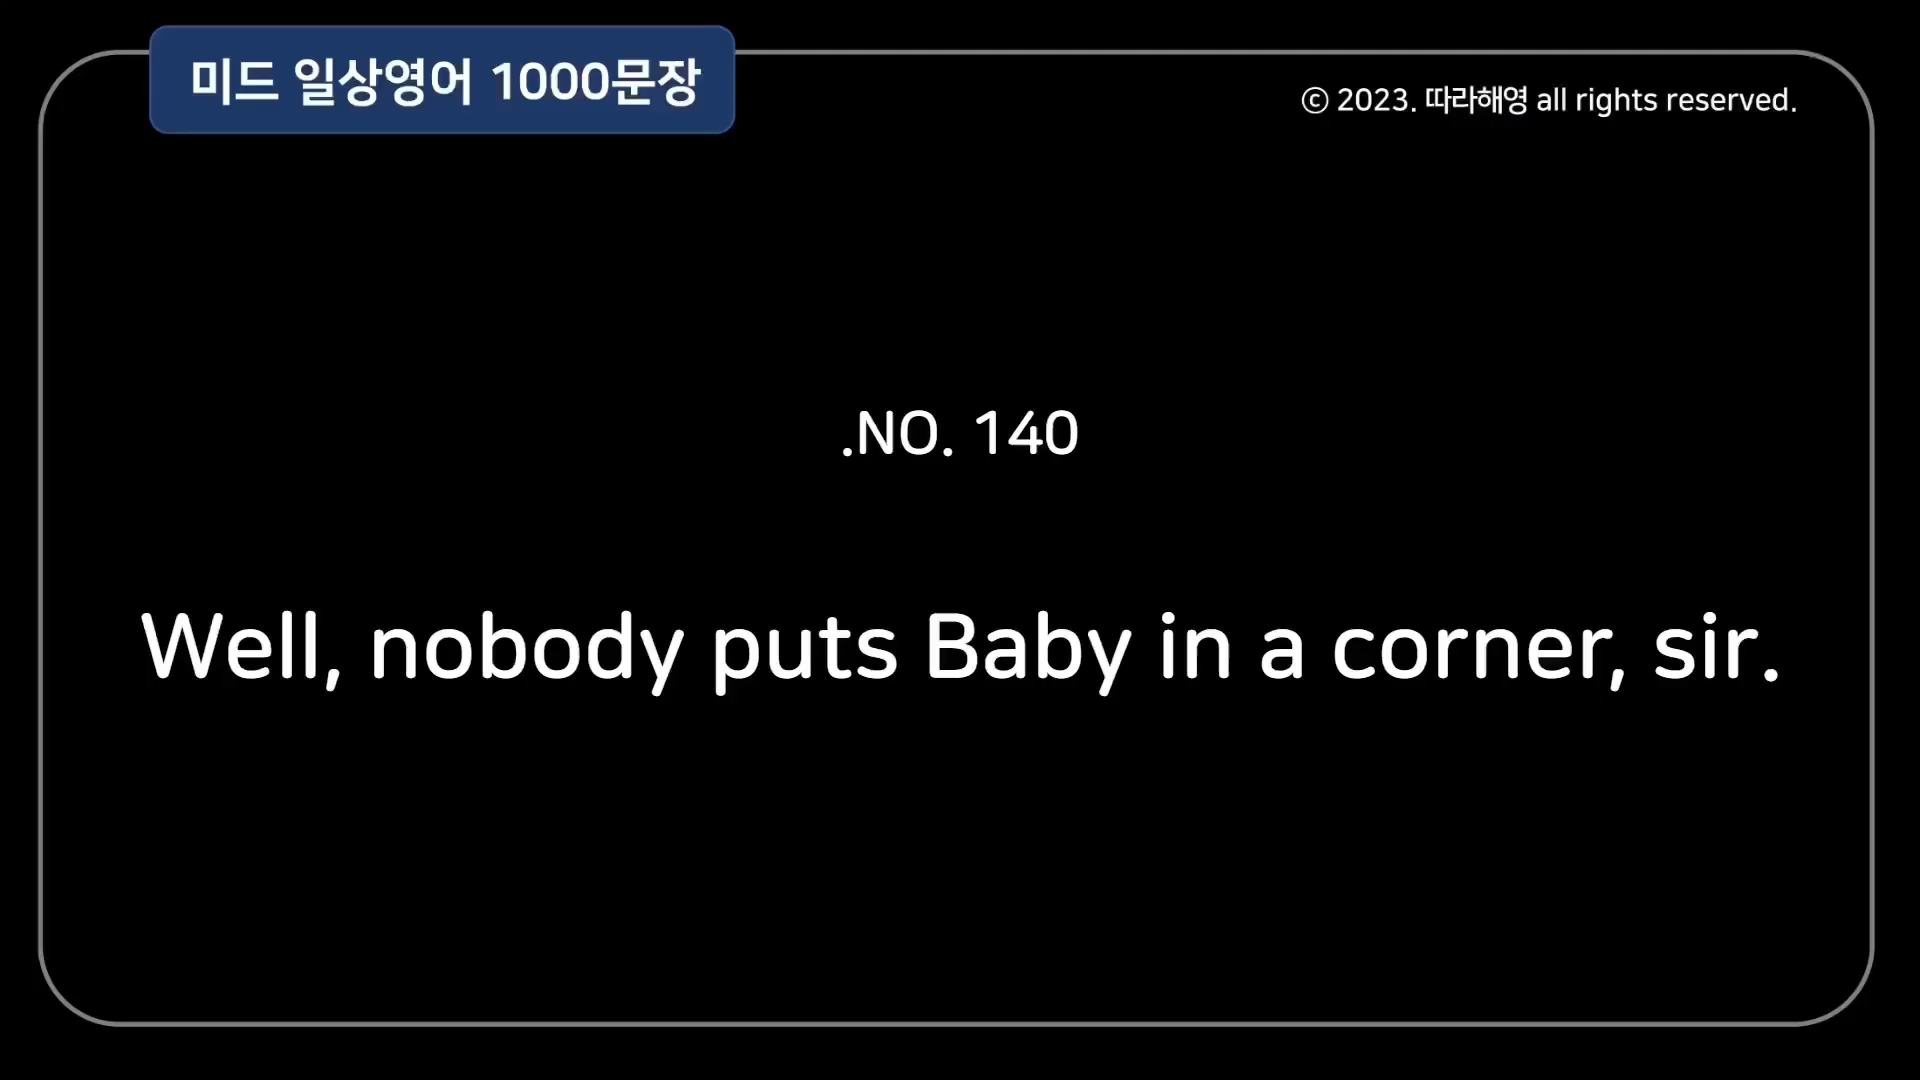 미드 일상영어 1000문장
ⓒ 2023. 따라해영 all rights reserved.
.NO. 140
Well, nobody puts Baby in a corner, sir.